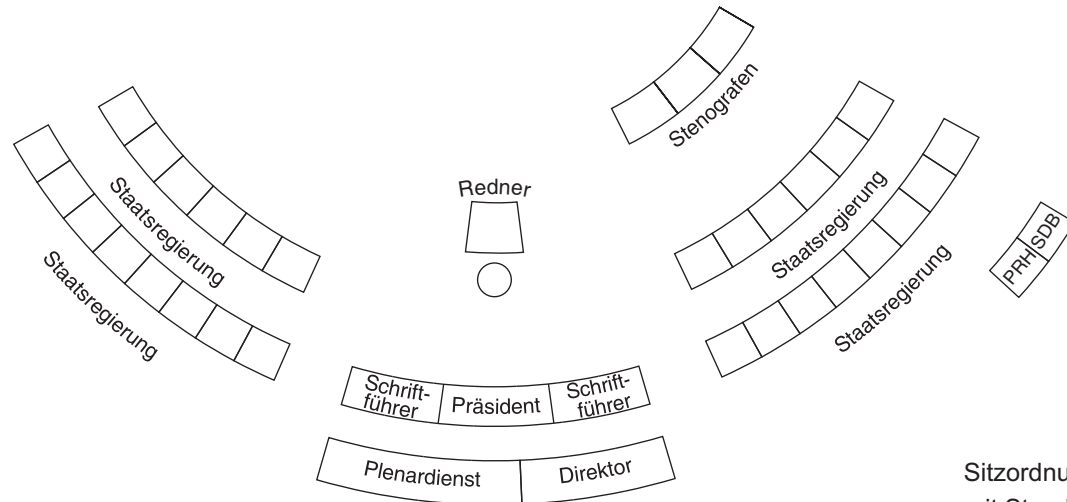 Stenografen
Redner
Staatsregierung
Staatsregierung
Staatsregierung
Staatsregierung
PRH SDB
Schrift-
führer
Präsident
Schrift-
führer
Plenardienst
Direktor